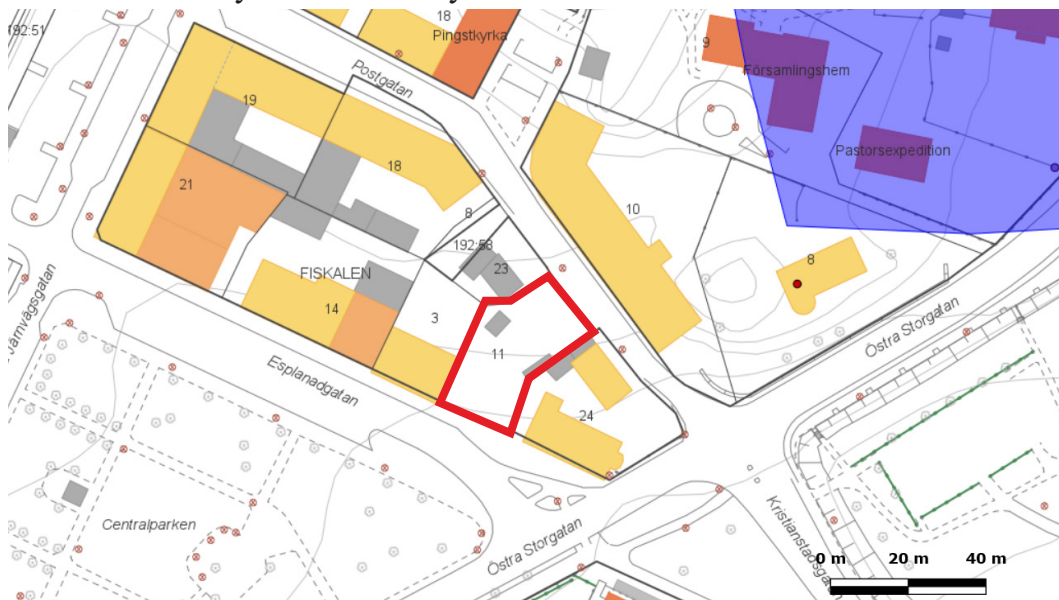 192:51
18
Pingstkyrka
9
Församlingshem
Postgatan
19
Pastorsexpedition
18
21
8
10
192:58
23
8
FISKALEN
14
3
Järnvägsgatan
11
Östra Storgatan
Esplanadgatan
24
Centralparken
Östra Storgatan
0 m 20 m 40 m